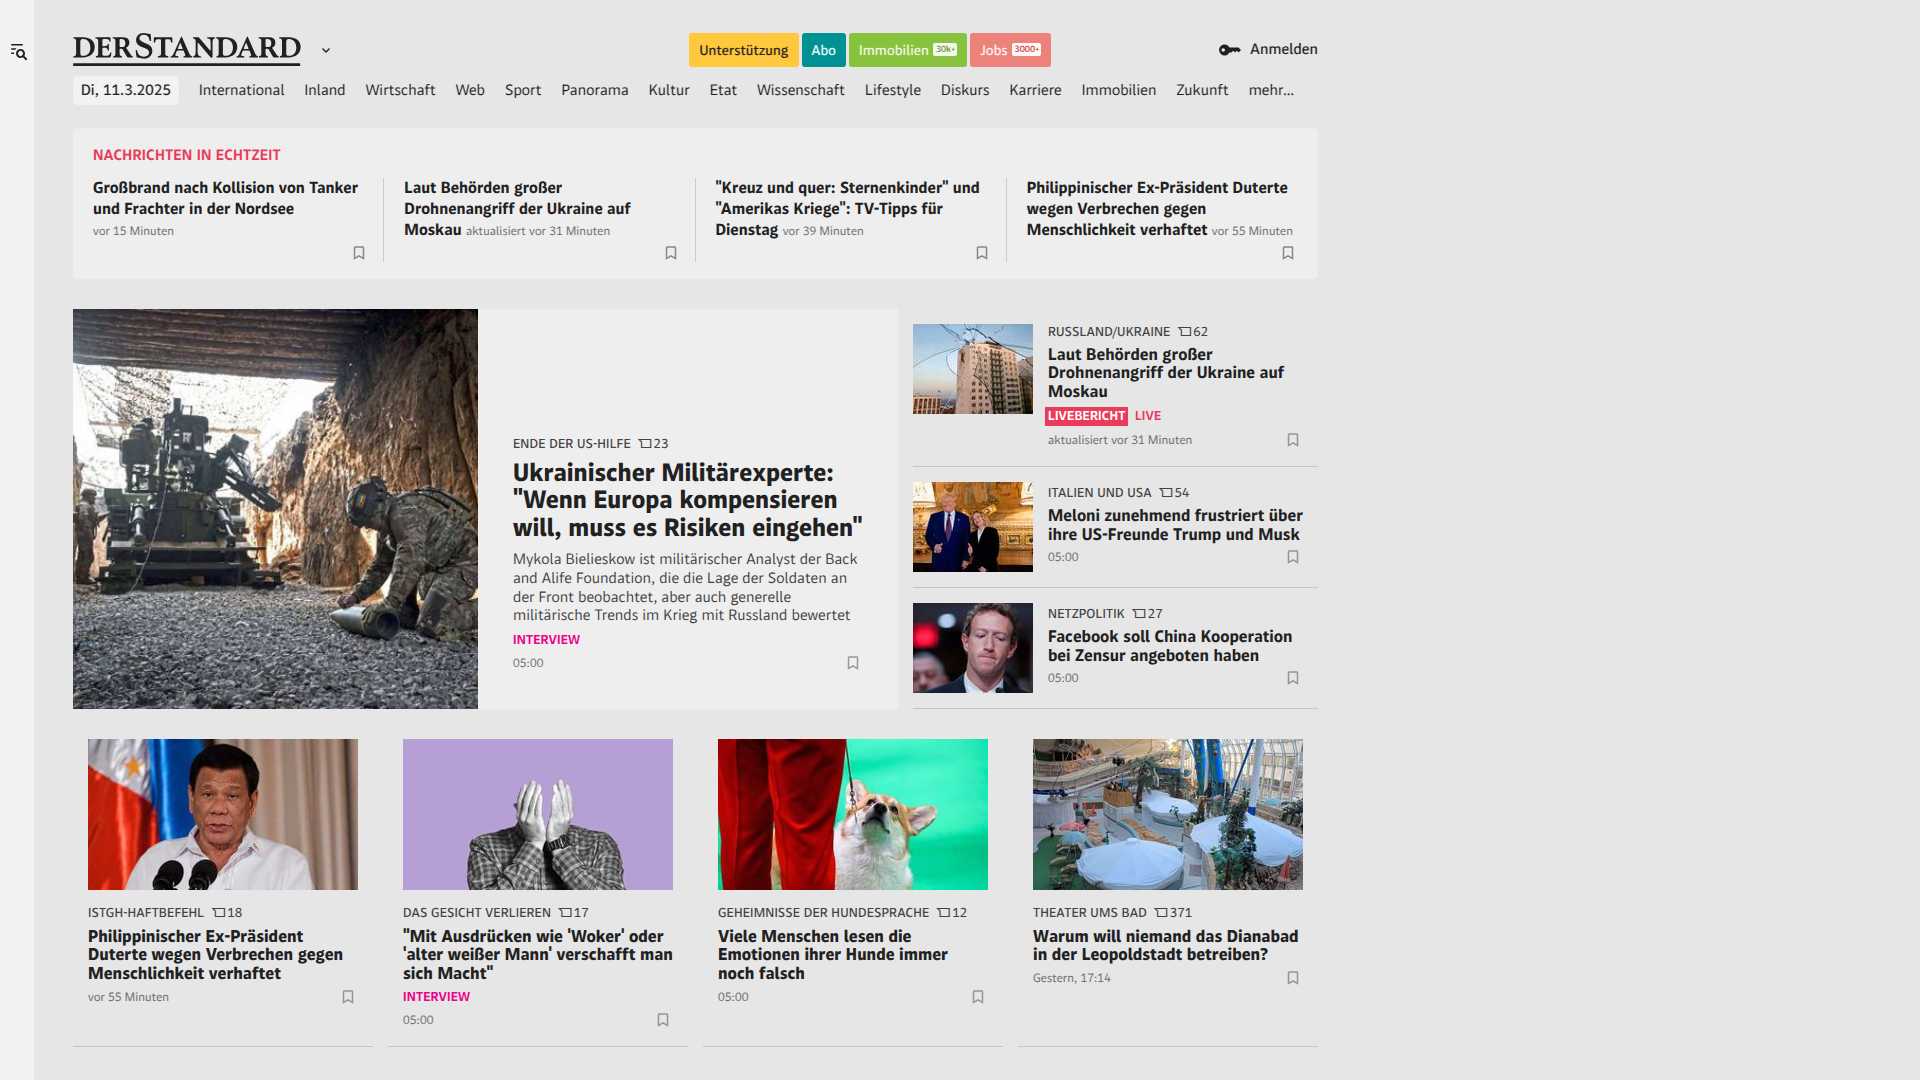 DERSTANDARD
Unterstützung
Abo
Immobilien 30k+
Jobs 3000+
Anmelden
Di, 11.3.2025
International
Inland
Wirtschaft
Web
Sport
Panorama
Kultur
Etat
Wissenschaft
Lifestyle
Diskurs
Karriere
Immobilien
Zukunft
mehr...
NACHRICHTEN IN ECHTZEIT
Großbrand nach Kollision von Tanker
und Frachter in der Nordsee
vor 15 Minuten
Laut Behörden großer
Drohnenangriff der Ukraine auf
Moskau aktualisiert vor 31 Minuten
"Kreuz und quer: Sternenkinder" und
"Amerikas Kriege": TV-Tipps für
Dienstag vor 39 Minuten
Philippinischer Ex-Präsident Duterte
wegen Verbrechen gegen
Menschlichkeit verhaftet vor 55 Minuten
ENDE DER US-HILFE 23
Ukrainischer Militärexperte:
"Wenn Europa kompensieren
will, muss es Risiken eingehen"
Mykola Bielieskow ist militärischer Analyst der Back
and Alife Foundation, die die Lage der Soldaten an
der Front beobachtet, aber auch generelle
militärische Trends im Krieg mit Russland bewertet
INTERVIEW
05:00
RUSSLAND/UKRAINE 62
Laut Behörden großer
Drohnenangriff der Ukraine auf
Moskau
LIVEBERICHT LIVE
aktualisiert vor 31 Minuten
ITALIEN UND USA 54
Meloni zunehmend frustriert über
ihre US-Freunde Trump und Musk
05:00
NETZPOLITIK 27
Facebook soll China Kooperation
bei Zensur angeboten haben
05:00
ISTGH-HAFTBEFEHL 18
Philippinischer Ex-Präsident
Duterte wegen Verbrechen gegen
Menschlichkeit verhaftet
vor 55 Minuten
DAS GESICHT VERLIEREN 17
"Mit Ausdrücken wie 'Woker' oder
'alter weißer Mann' verschafft man
sich Macht"
INTERVIEW
05:00
GEHEIMNISSE DER HUNDESPRACHE 12
Viele Menschen lesen die
Emotionen ihrer Hunde immer
noch falsch
05:00
THEATER UMS BAD 371
Warum will niemand das Dianabad
in der Leopoldstadt betreiben?
Gestern, 17:14